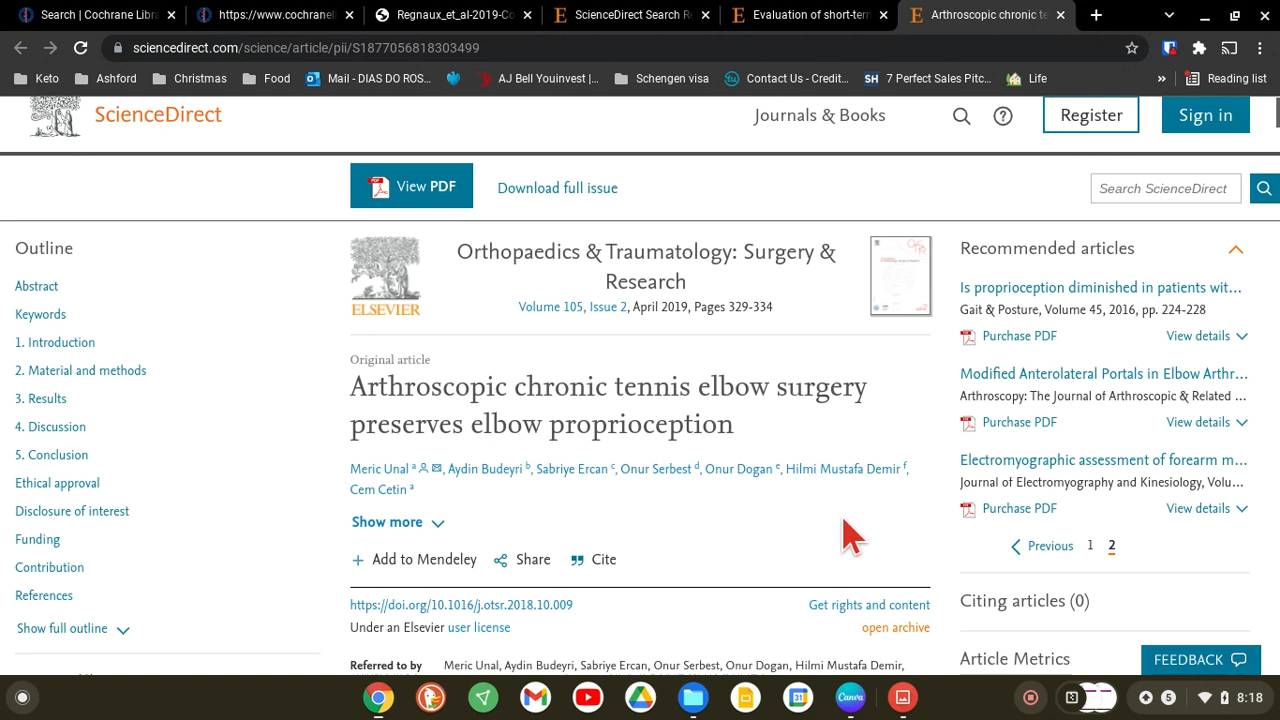 Search | Cochrane Libra
https://www.cochraneli
Regnaux_et_al-2019-Co
ScienceDirect Search Re
Evaluation of short-term
Arthroscopic chronic te
sciencedirect.com/science/article/pii/S1877056818303499
Keto
Ashford
Christmas
Food
Mail - DIAS DO ROS...
AJ Bell Youinvest |...
Schengen visa
Contact Us - Credit...
SH 7 Perfect Sales Pitc...
Life
»
Reading list
ScienceDirect
Journals & Books
Register
Sign in
View PDF
Download full issue
Search ScienceDirect
Outline
Abstract
Keywords
1. Introduction
2. Material and methods
3. Results
4. Discussion
5. Conclusion
Ethical approval
Disclosure of interest
Funding
Contribution
References
Show full outline
ELSEVIER
Orthopaedics & Traumatology: Surgery &
Research
Volume 105, Issue 2, April 2019, Pages 329-334
Original article
Arthroscopic chronic tennis elbow surgery
preserves elbow proprioception
Meric Unal a, Aydin Budeyri b, Sabriye Ercan c, Onur Serbest d, Onur Dogan e, Hilmi Mustafa Demir f,
Cem Cetin a
Show more
+ Add to Mendeley
Share
Cite
https://doi.org/10.1016/j.otsr.2018.10.009
Get rights and content
Under an Elsevier user license
open archive
Referred to by
Meric Unal, Aydin Budeyri, Sabriye Ercan, Onur Serbest, Onur Dogan, Hilmi Mustafa Demir,
Recommended articles
Is proprioception diminished in patients wit...
Gait & Posture, Volume 45, 2016, pp. 224-228
Purchase PDF
View details
Modified Anterolateral Portals in Elbow Arthr...
Arthroscopy: The Journal of Arthroscopic & Related ...
Purchase PDF
View details
Electromyographic assessment of forearm m...
Journal of Electromyography and Kinesiology, Volu...
Purchase PDF
View details
Previous 1 2
Citing articles (0)
Article Metrics
FEEDBACK
Canva
5
8:18